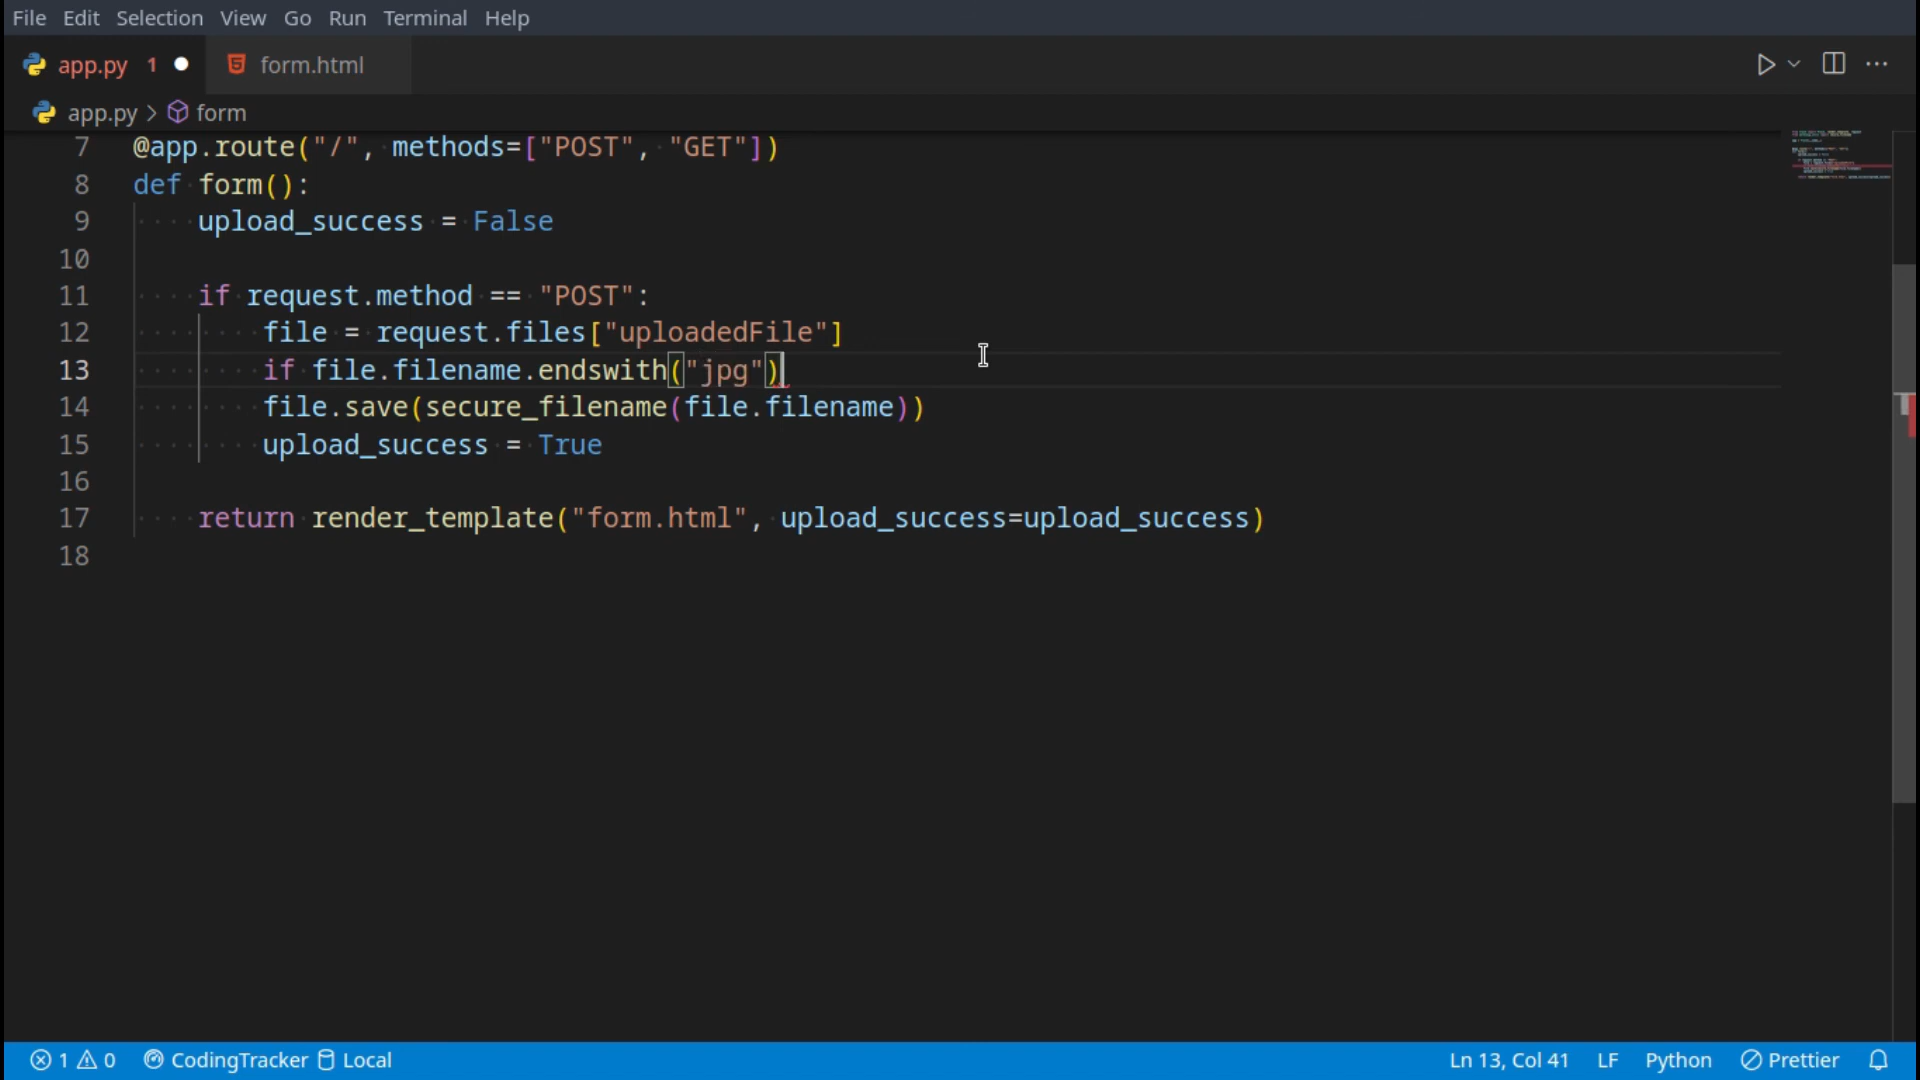 File Edit Selection View Go Run Terminal Help
app.py 1 form.html
app.py > form
7 @app.route("/", methods=["POST", "GET"])
8 def form():
9 upload_success = False
10
11 if request.method == "POST":
12 file = request.files["uploadedFile"]
13 if file.filename.endswith("jpg")
14 file.save(secure_filename(file.filename))
15 upload_success = True
16
17 return render_template("form.html", upload_success=upload_success)
18
1 0 CodingTracker Local Ln 13, Col 41 LF Python Prettier